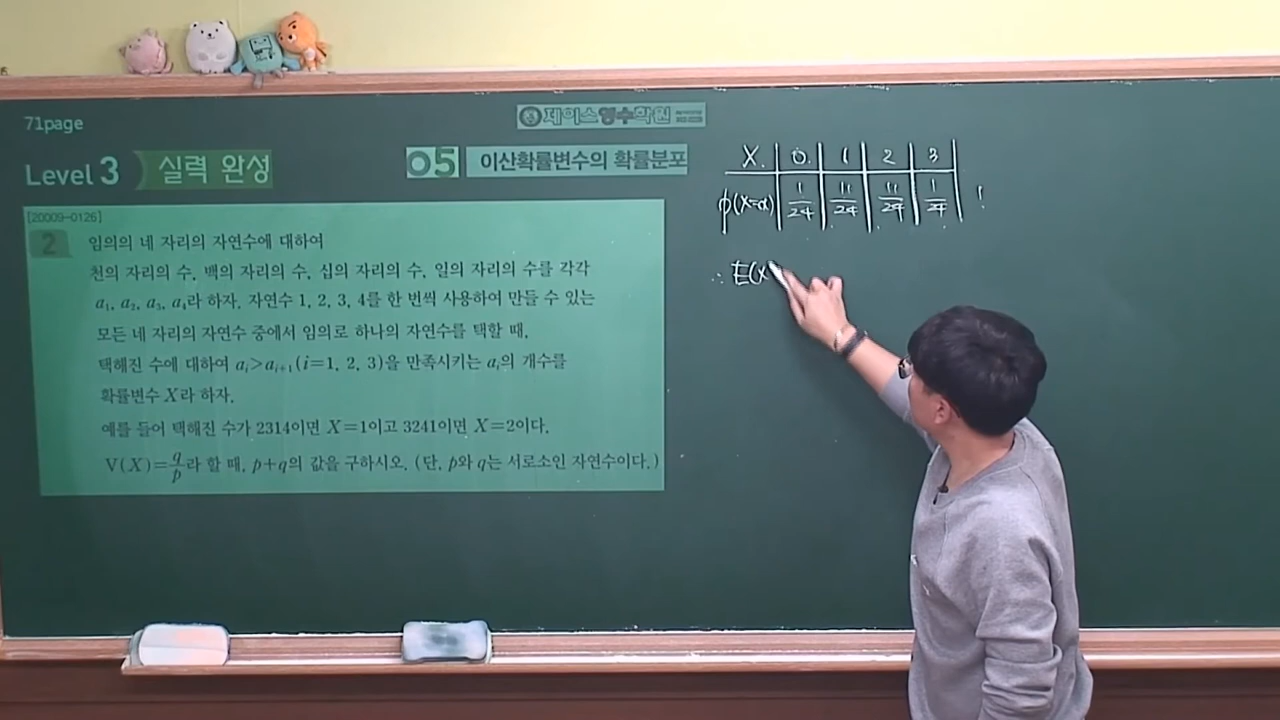 71page
제이스영수학원
Level 3 실력 완성
05 이산확률변수의 확률분포
[20009-0126]
2 임의의 네 자리의 자연수에 대하여
천의 자리의 수, 백의 자리의 수, 십의 자리의 수, 일의 자리의 수를 각각
a₁, a₂, a₃, a₄라 하자. 자연수 1, 2, 3, 4를 한 번씩 사용하여 만들 수 있는
모든 네 자리의 자연수 중에서 임의로 하나의 자연수를 택할 때,
택해진 수에 대하여 aᵢ>aᵢ₊₁(i=1, 2, 3)을 만족시키는 aᵢ의 개수를
확률변수 X라 하자.
예를 들어 택해진 수가 2314이면 X=1이고 3241이면 X=2이다.
V(X)=q/p라 할 때, p+q의 값을 구하시오. (단, p와 q는 서로소인 자연수이다.)
X. 0. 1 2 3
p(X=x) 1/24 11/24 11/24 1/24 1
∴ E(X